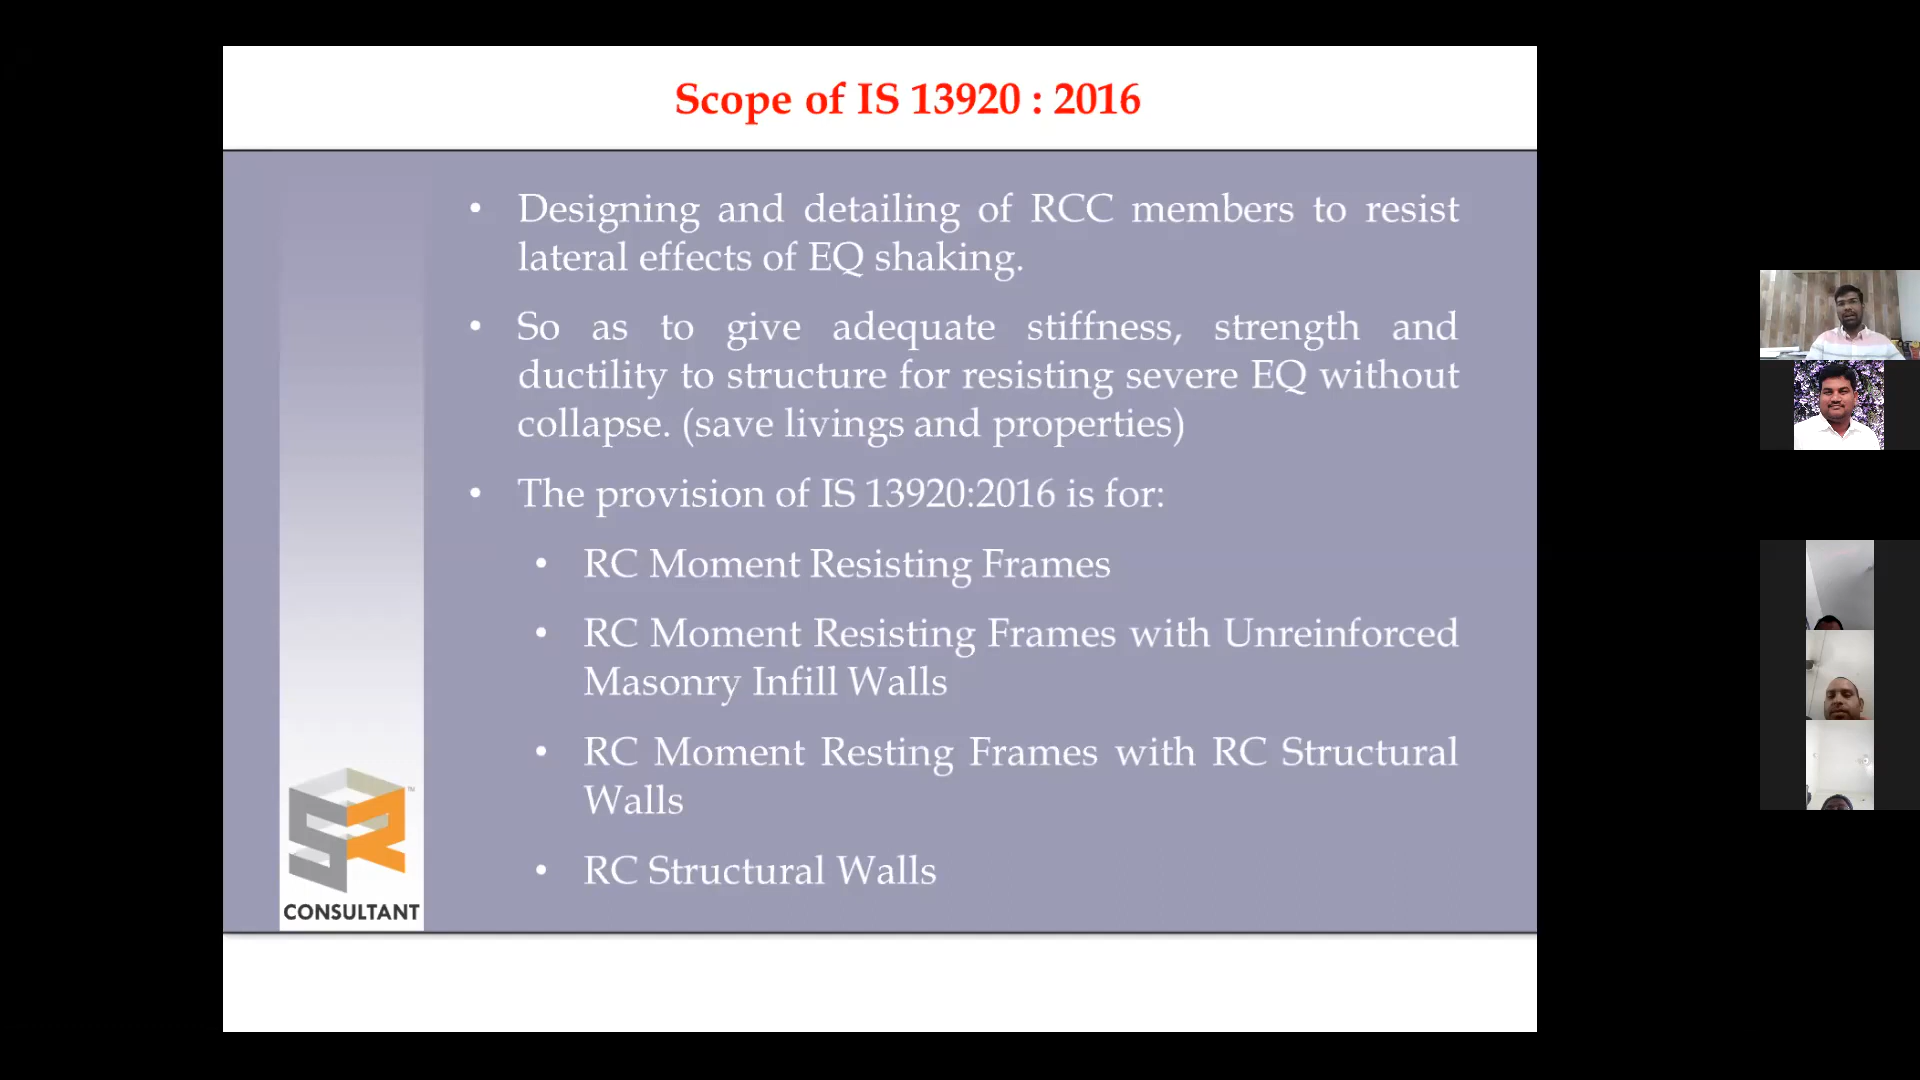 Scope of IS 13920 : 2016
• Designing and detailing of RCC members to resist
lateral effects of EQ shaking.
• So as to give adequate stiffness, strength and
ductility to structure for resisting severe EQ without
collapse. (save livings and properties)
• The provision of IS 13920:2016 is for:
• RC Moment Resisting Frames
• RC Moment Resisting Frames with Unreinforced
Masonry Infill Walls
• RC Moment Resting Frames with RC Structural
Walls
• RC Structural Walls
SR
TM
CONSULTANT